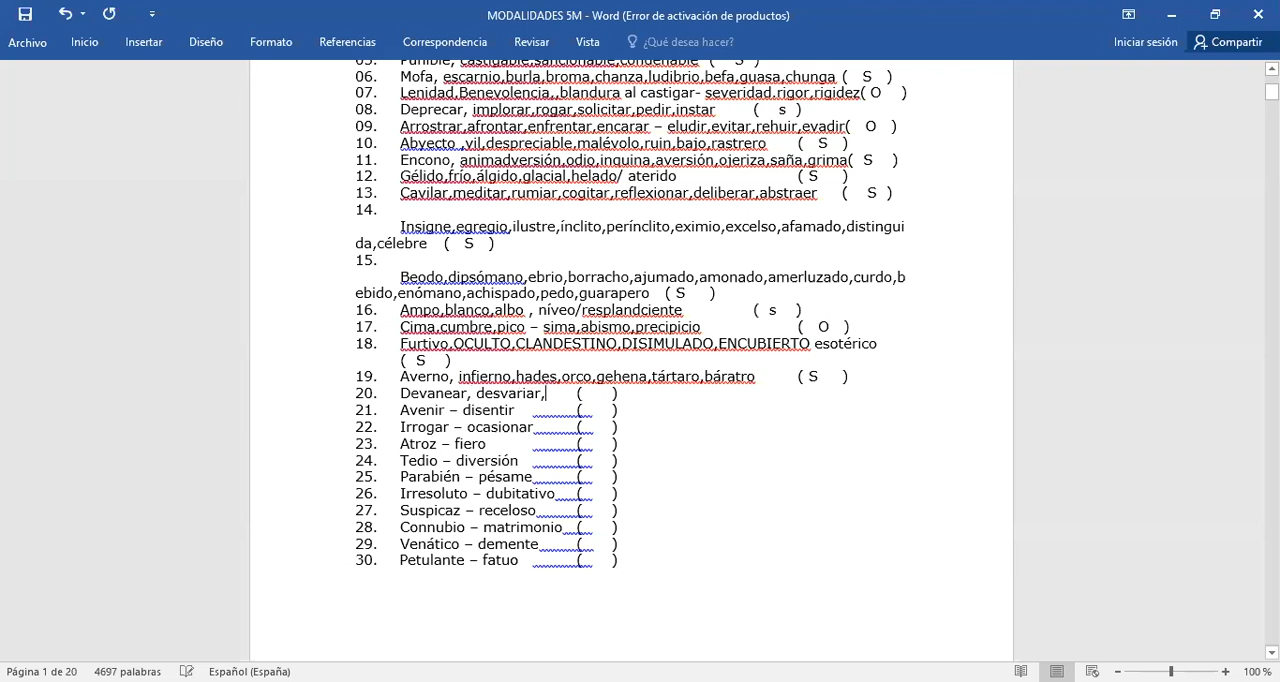 MODALIDADES 5M - Word (Error de activación de productos)
Archivo Inicio Insertar Diseño Formato Referencias Correspondencia Revisar Vista ¿Qué desea hacer? Iniciar sesión Compartir
05. Punible, castigable,sancionable,condenable ( S )
06. Mofa, escarnio,burla,broma,chanza,ludibrio,befa,guasa,chunga ( S )
07. Lenidad,Benevolencia,,blandura al castigar- severidad,rigor,rigidez( O )
08. Deprecar, implorar,rogar,solicitar,pedir,instar ( s )
09. Arrostrar,afrontar,enfrentar,encarar – eludir,evitar,rehuir,evadir( O )
10. Abyecto ,vil,despreciable,malévolo,ruin,bajo,rastrero ( S )
11. Encono, animadversión,odio,inquina,aversión,ojeriza,saña,grima( S )
12. Gélido,frío,álgido,glacial,helado/ aterido ( S )
13. Cavilar,meditar,rumiar,cogitar,reflexionar,deliberar,abstraer ( S )
14.
Insigne,egregio,ilustre,ínclito,perínclito,eximio,excelso,afamado,distingui
da,célebre ( S )
15.
Beodo,dipsómano,ebrio,borracho,ajumado,amonado,amerluzado,curdo,b
ebido,enómano,achispado,pedo,guarapero ( S )
16. Ampo,blanco,albo , níveo/resplandciente ( s )
17. Cima,cumbre,pico – sima,abismo,precipicio ( O )
18. Furtivo,OCULTO,CLANDESTINO,DISIMULADO,ENCUBIERTO esotérico
( S )
19. Averno, infierno,hades,orco,gehena,tártaro,báratro ( S )
20. Devanear, desvariar, ( )
21. Avenir – disentir ( )
22. Irrogar – ocasionar ( )
23. Atroz – fiero ( )
24. Tedio – diversión ( )
25. Parabién – pésame ( )
26. Irresoluto – dubitativo ( )
27. Suspicaz – receloso ( )
28. Connubio – matrimonio ( )
29. Venático – demente ( )
30. Petulante – fatuo ( )
Página 1 de 20 4697 palabras Español (España) 100 %